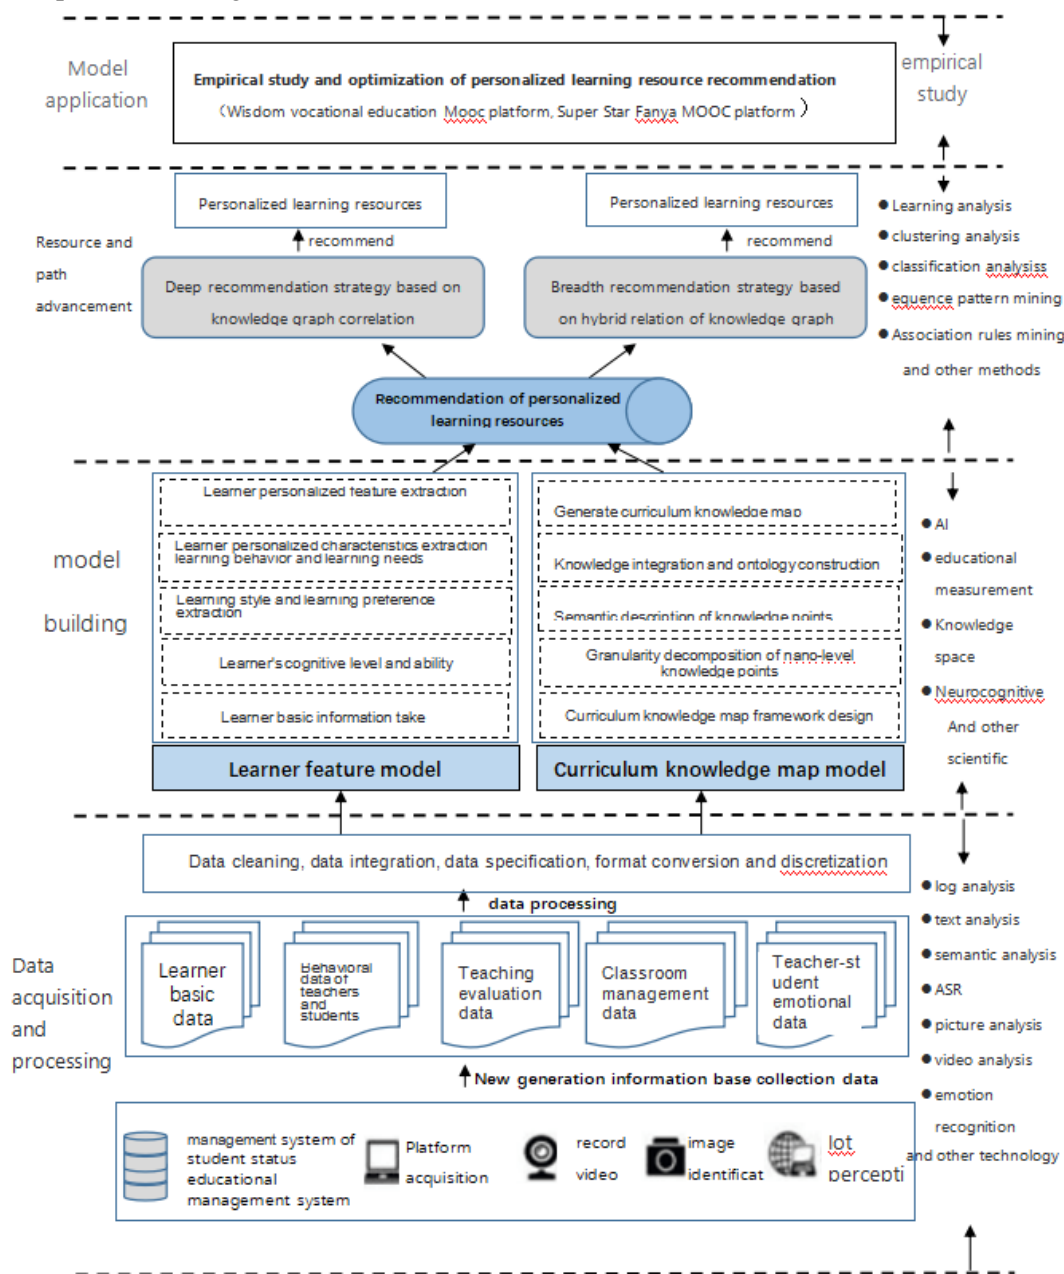 Model
application
Empirical study and optimization of personalized learning resource recommendation
（Wisdom vocational education Mooc platform, Super Star Fanya MOOC platform ）
empirical
study
Personalized learning resources
Personalized learning resources
recommend
recommend
Resource and
path
advancement
Deep recommendation strategy based on
knowledge graph correlation
Breadth recommendation strategy based
on hybrid relation of knowledge graph
● Learning analysis
● clustering analysis
● classification analysiss
● equence pattern mining
● Association rules mining
and other methods
Recommendation of personalized
learning resources
model
building
Learner personalized feature extraction
Learner personalized characteristics extraction
learning behavior and learning needs
Learning style and learning preference
extraction
Learner's cognitive level and ability
Learner basic information take
Learner feature model
Generate curriculum knowledge map
Knowledge integration and ontology construction
Semantic description of knowledge points
Granularity decomposition of nano-level
knowledge points
Curriculum knowledge map framework design
Curriculum knowledge map model
● AI
● educational
measurement
● Knowledge
space
● Neurocognitive
And other
scientific
Data cleaning, data integration, data specification, format conversion and discretization
data processing
Data
acquisition
and
processing
Learner
basic
data
Behavioral
data of
teachers
and
students
Teaching
evaluation
data
Classroom
management
data
Teacher-st
udent
emotional
data
New generation information base collection data
management system of
student status
educational
management system
Platform
acquisition
record
video
image
identificat
Iot
percepti
● log analysis
● text analysis
● semantic analysis
● ASR
● picture analysis
● video analysis
● emotion
recognition
and other technology